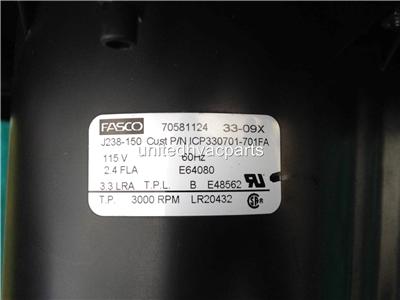 FASCO 70581124 33-09X
J238-150 Cust P/N ICP330701-701FA
unitedhvacparts
115 V 60Hz
2.4 FLA E64080
3.3 LRA T.P.L. B E48562
T.P. 3000 RPM LR20432